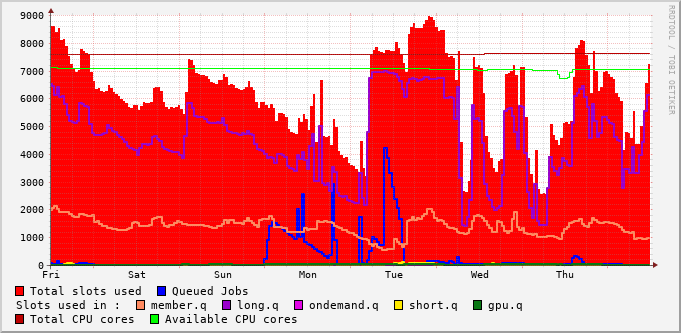 9000
8000
7000
6000
5000
4000
3000
2000
1000
0
Fri Sat Sun Mon Tue Wed Thu
RRDTOOL / TOBI OETIKER
Total slots used Queued Jobs
Slots used in : member.q long.q ondemand.q short.q gpu.q
Total CPU cores Available CPU cores